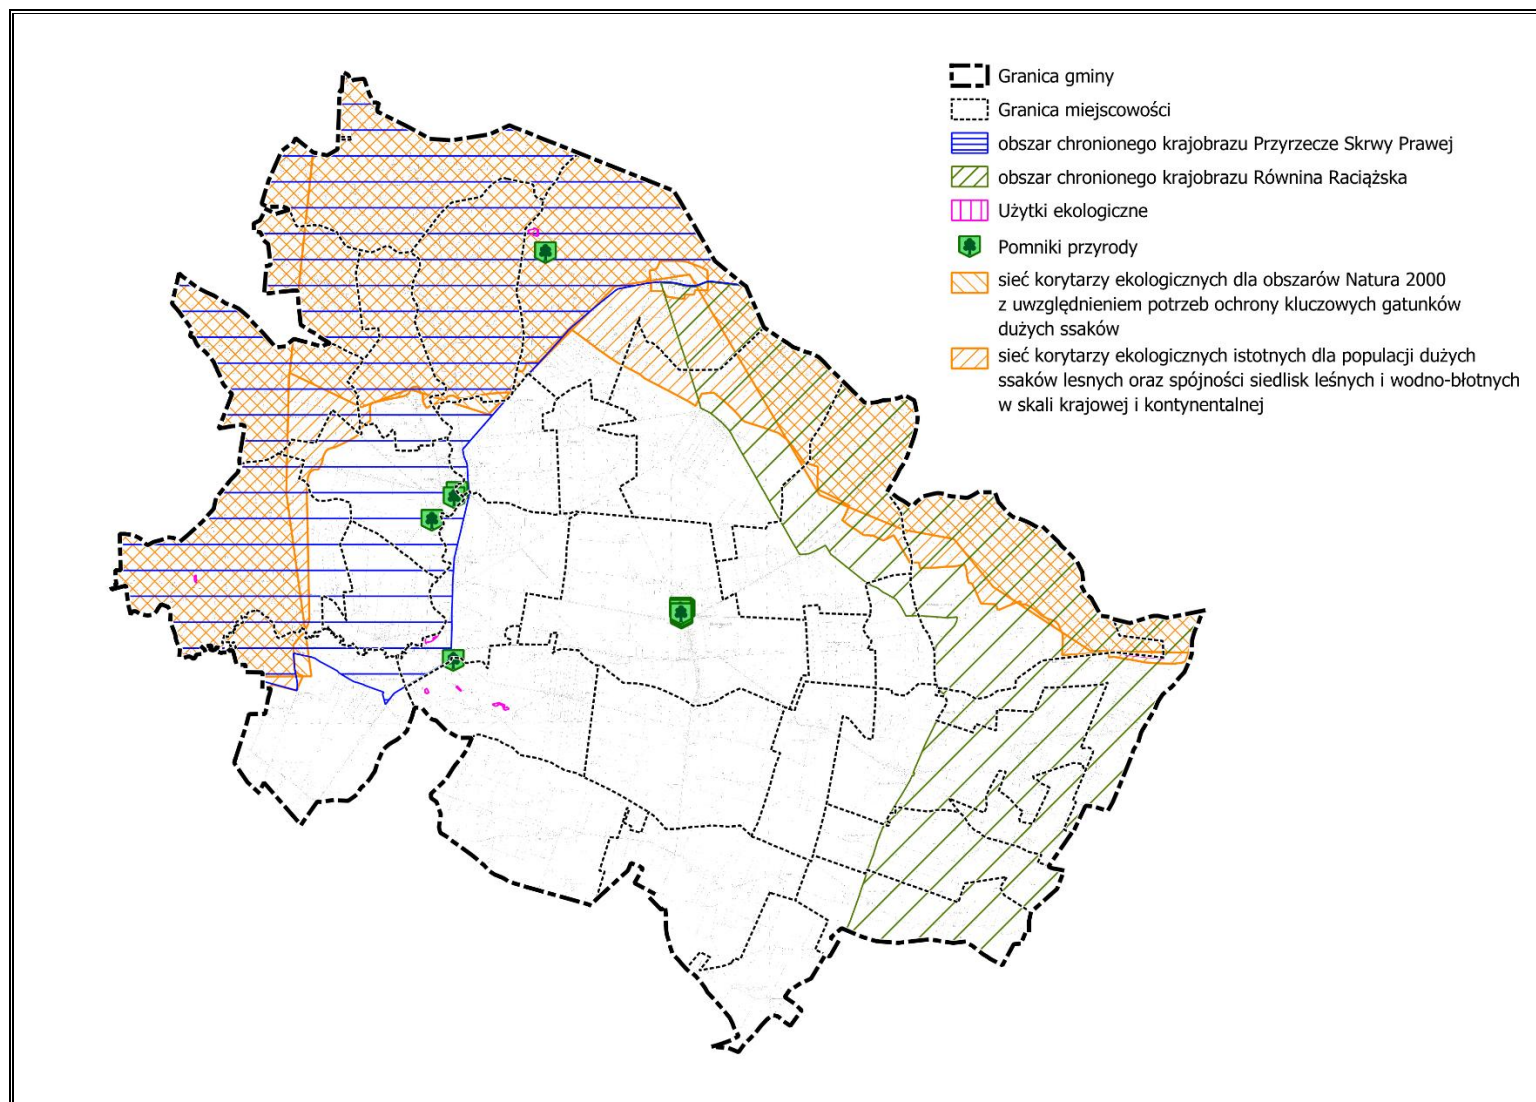 Granica gminy
Granica miejscowości
obszar chronionego krajobrazu Przyrzecze Skrwy Prawej
obszar chronionego krajobrazu Równina Raciążska
Użytki ekologiczne
Pomniki przyrody
sieć korytarzy ekologicznych dla obszarów Natura 2000
z uwzględnieniem potrzeb ochrony kluczowych gatunków
dużych ssaków
sieć korytarzy ekologicznych istotnych dla populacji dużych
ssaków lesnych oraz spójności siedlisk leśnych i wodno-błotnych
w skali krajowej i kontynentalnej